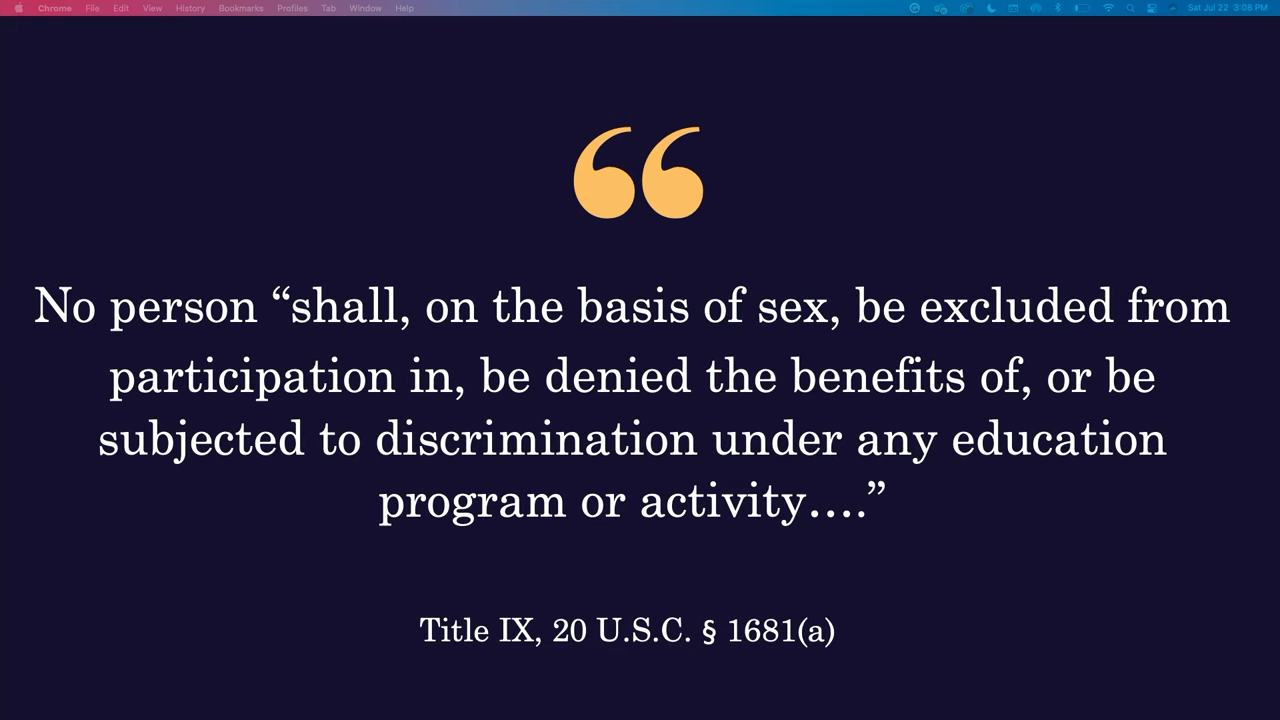 Chrome File Edit View History Bookmarks Profiles Tab Window Help Sat Jul 22 3:08 PM
“
No person “shall, on the basis of sex, be excluded from
participation in, be denied the benefits of, or be
subjected to discrimination under any education
program or activity....”
Title IX, 20 U.S.C. § 1681(a)